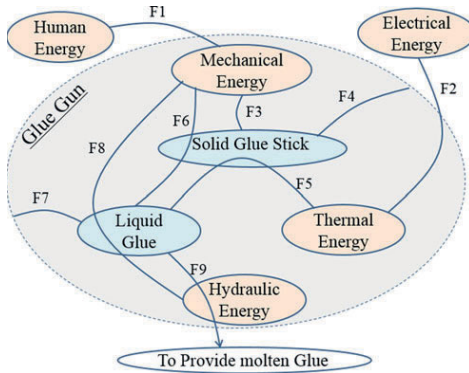 Human
Energy
F1
Electrical
Energy
Mechanical
Energy
Glue Gun
F2
F3
F4
F6
F8
Solid Glue Stick
F5
F7
Liquid
Glue
Thermal
Energy
F9
Hydraulic
Energy
To Provide molten Glue